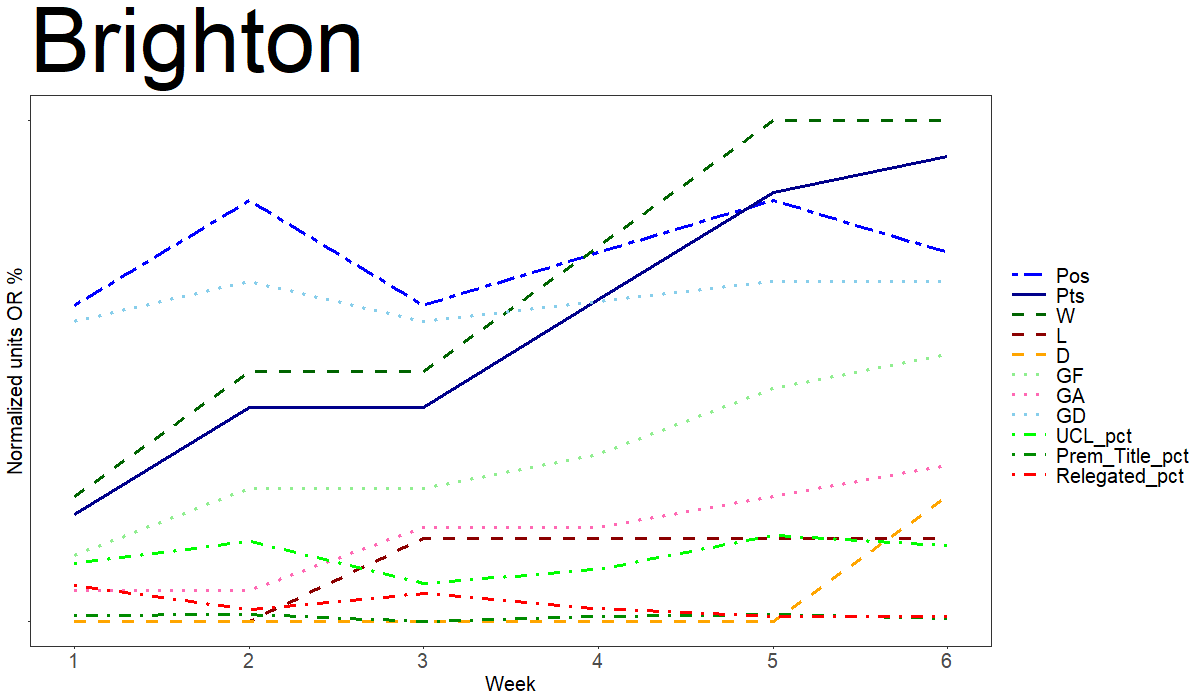 Brighton
Normalized units OR %
1 2 3 4 5 6
Week
Pos
Pts
W
L
D
GF
GA
GD
UCL_pct
Prem_Title_pct
Relegated_pct